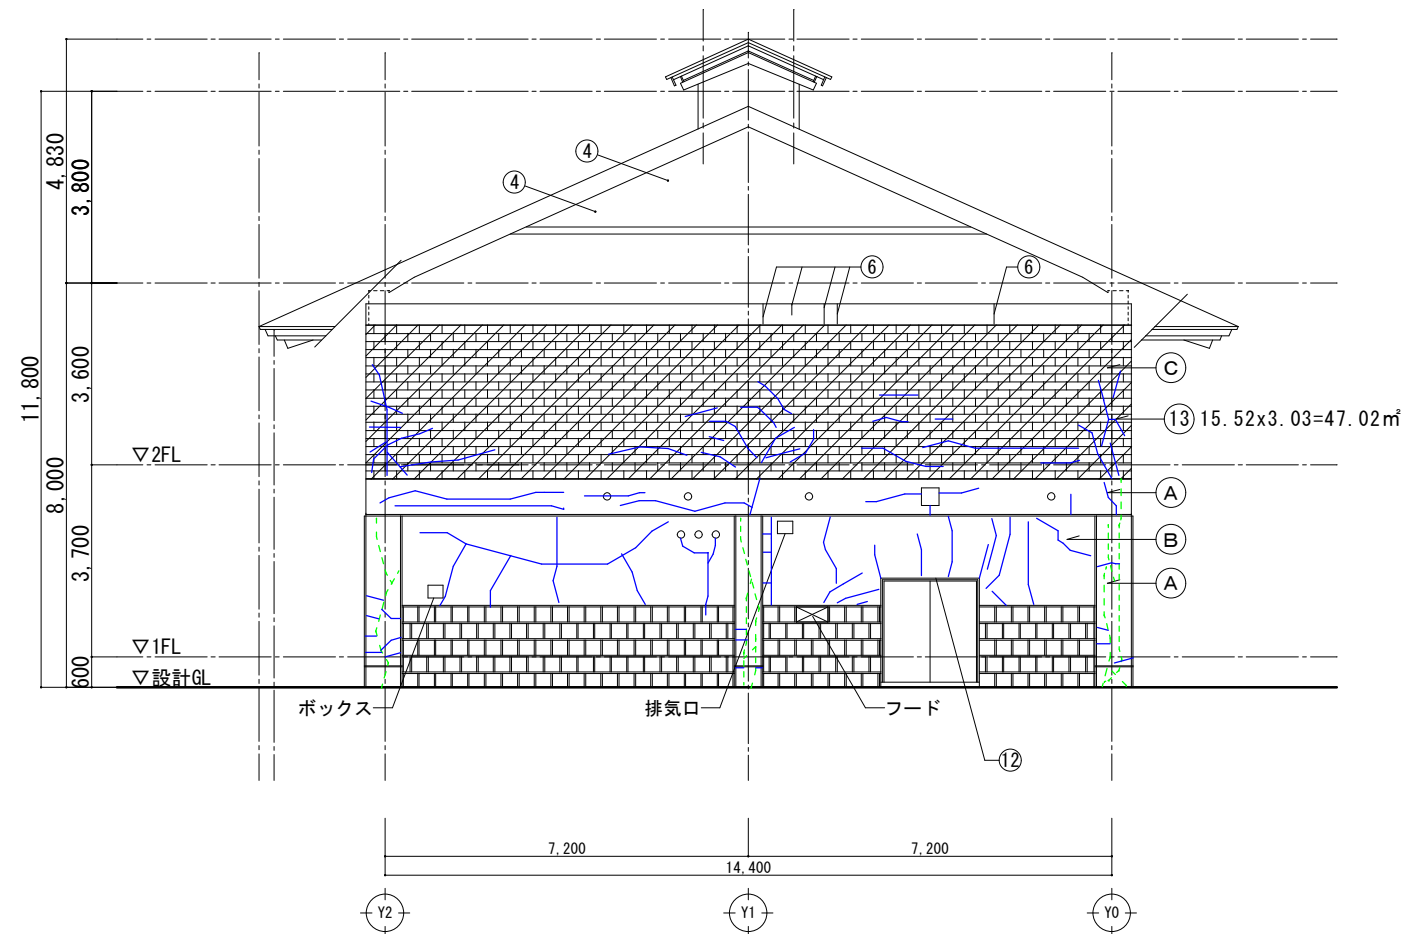 4,830
3,800
④
④
⑥
⑥
11,800
3,600
C
⑬ 15.52x3.03=47.02㎡
▽2FL
8,000
A
3,700
B
A
▽1FL
600
▽設計GL
ボックス
排気口
フード
⑫
7,200
7,200
14,400
Y2
Y1
Y0